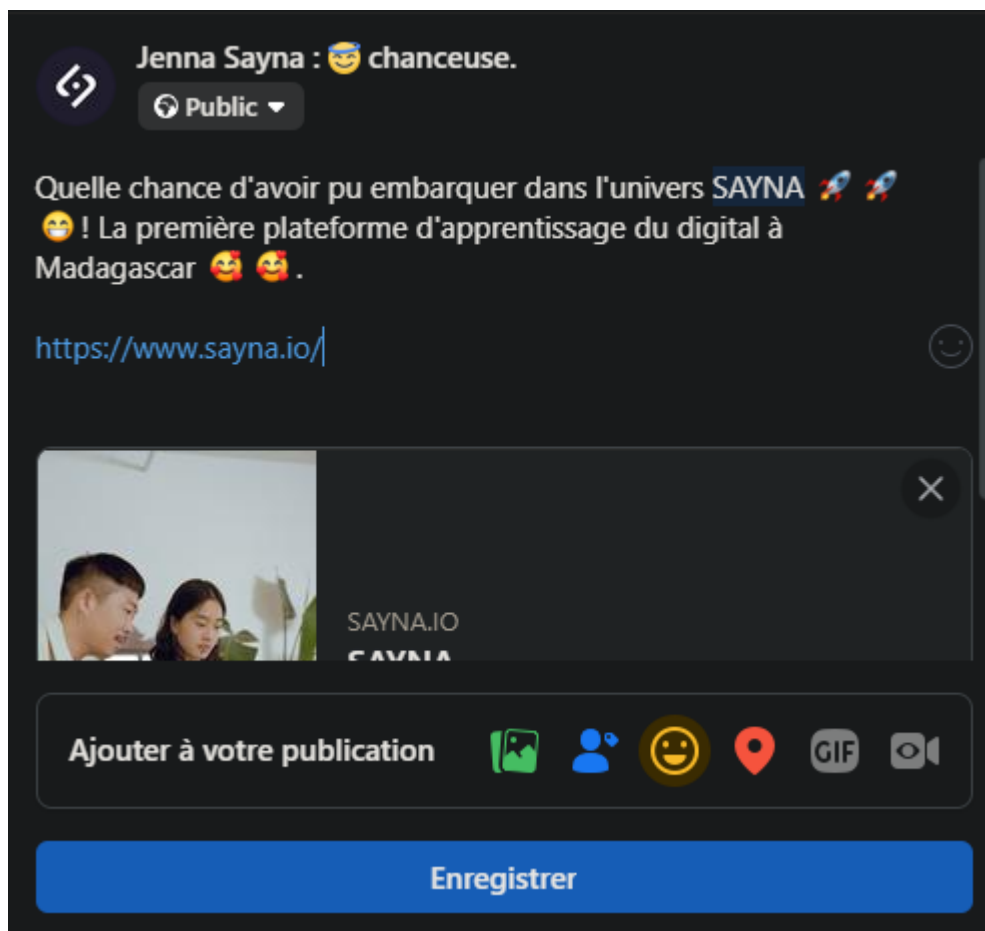 Jenna Sayna : 😇 chanceuse.
Public
Quelle chance d'avoir pu embarquer dans l'univers SAYNA 🚀 🚀
😁 ! La première plateforme d'apprentissage du digital à
Madagascar 🥰 🥰 .
https://www.sayna.io/
SAYNA.IO
SAYNA
Ajouter à votre publication
GIF
Enregistrer